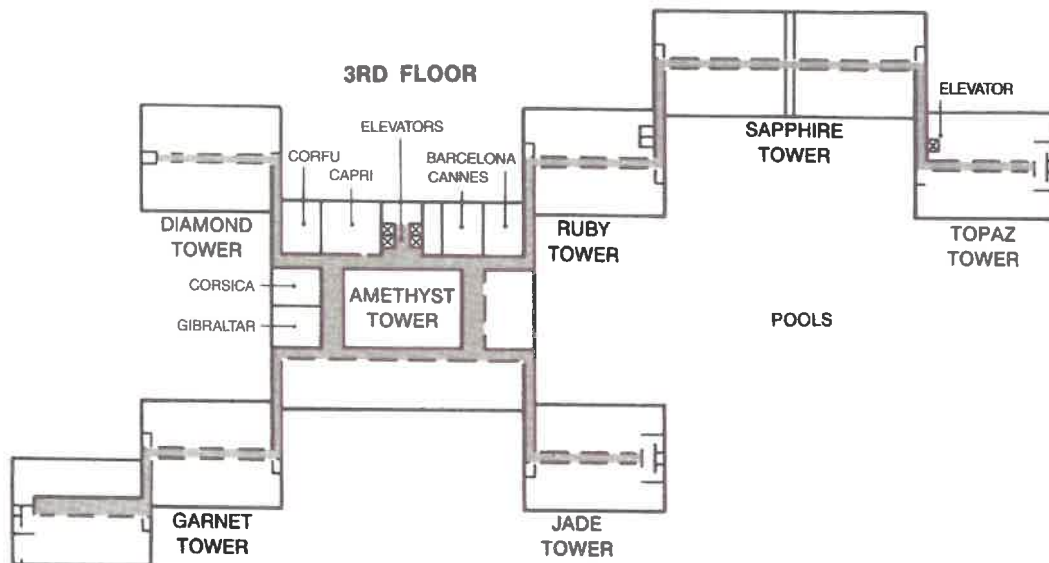 3RD FLOOR
ELEVATORS
ELEVATOR
SAPPHIRE
TOWER
CORFU
CAPRI
BARCELONA
CANNES
DIAMOND
TOWER
RUBY
TOWER
TOPAZ
TOWER
CORSICA
AMETHYST
TOWER
GIBRALTAR
POOLS
GARNET
TOWER
JADE
TOWER